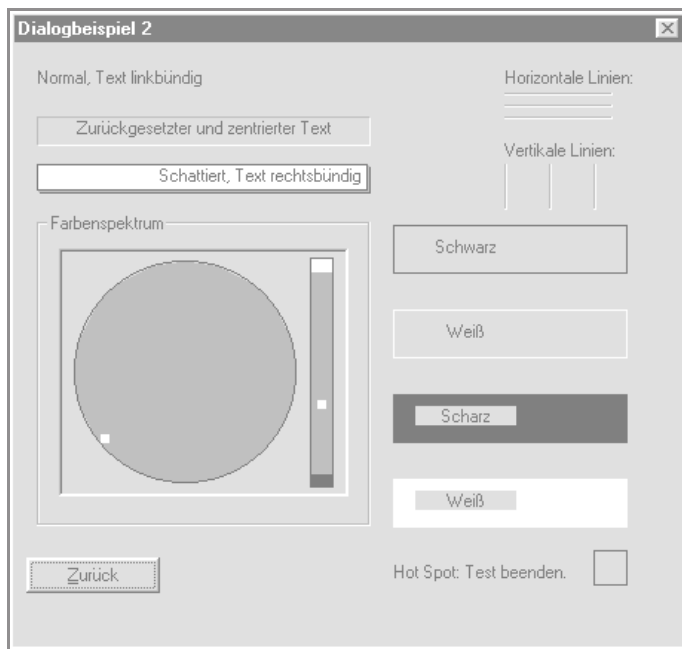 Dialogbeispiel 2
Normal, Text linkbündig
Horizontale Linien:
Zurückgesetzter und zentrierter Text
Vertikale Linien:
Schattiert, Text rechtsbündig
Farbenspektrum
Schwarz
Weiß
Scharz
Weiß
Zurück
Hot Spot: Test beenden.